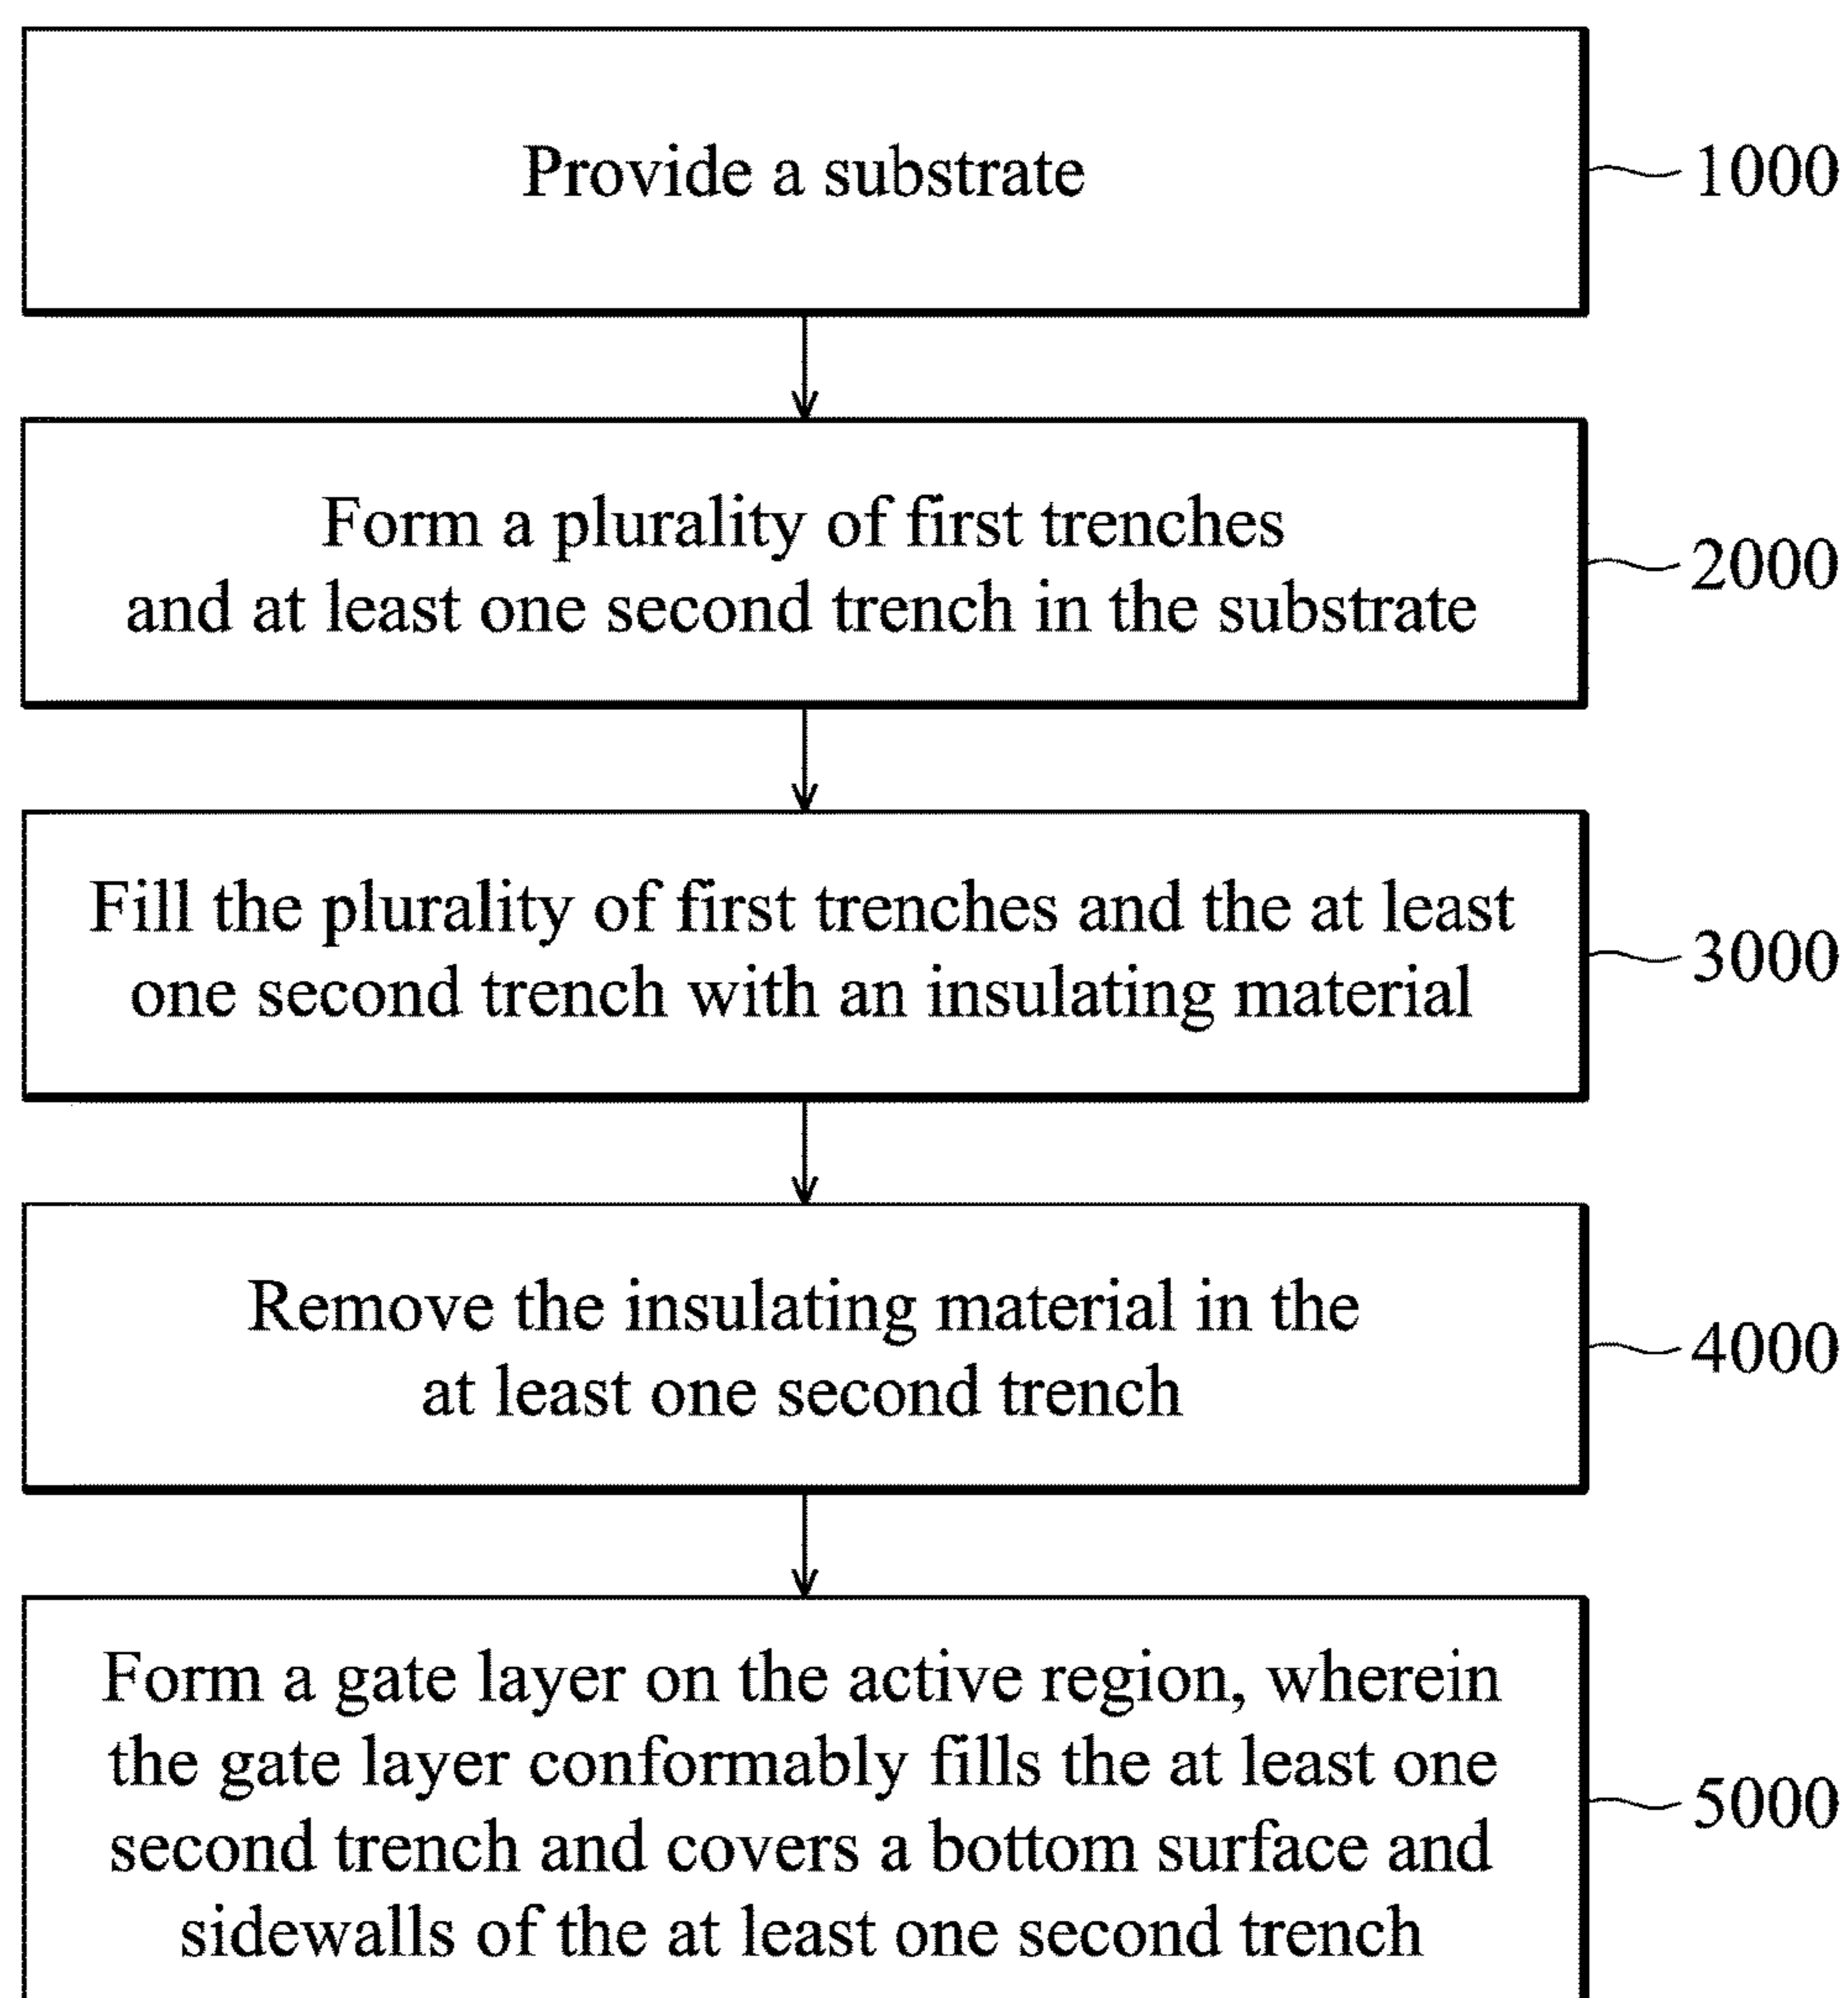 Provide a substrate
1000
Form a plurality of first trenches
and at least one second trench in the substrate
2000
Fill the plurality of first trenches and the at least
one second trench with an insulating material
3000
Remove the insulating material in the
at least one second trench
4000
Form a gate layer on the active region, wherein
the gate layer conformably fills the at least one
second trench and covers a bottom surface and
sidewalls of the at least one second trench
5000